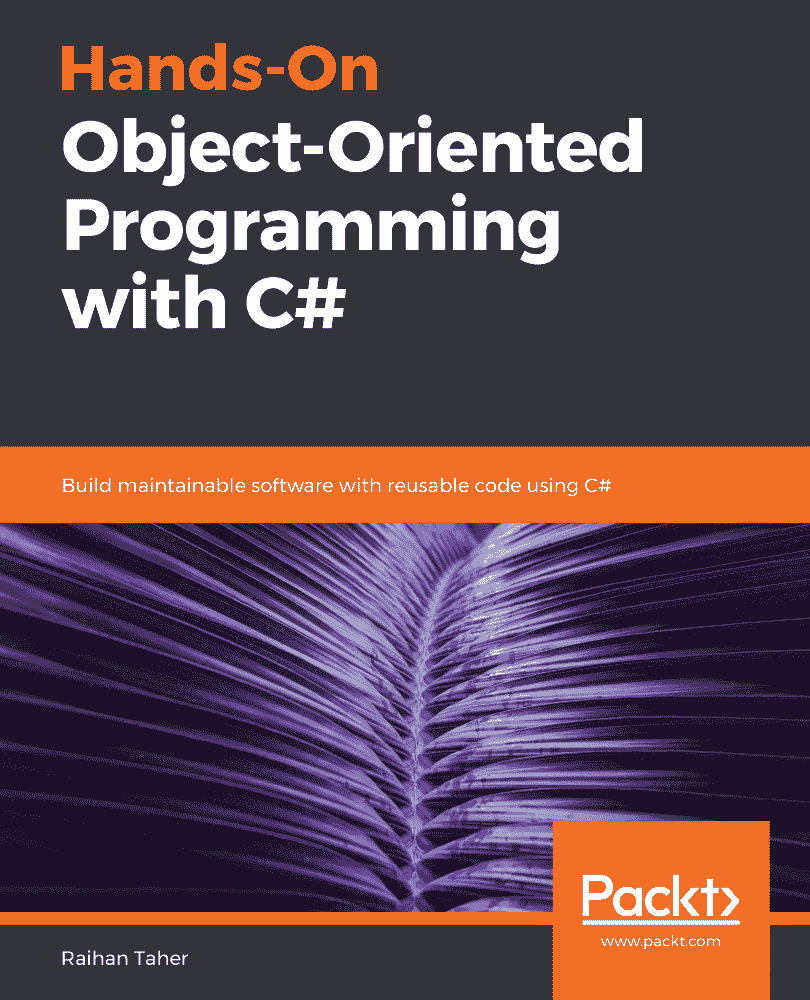 Hands-On
Object-Oriented
Programming
with C#
Build maintainable software with reusable code using C#
Packt>
www.packt.com
Raihan Taher